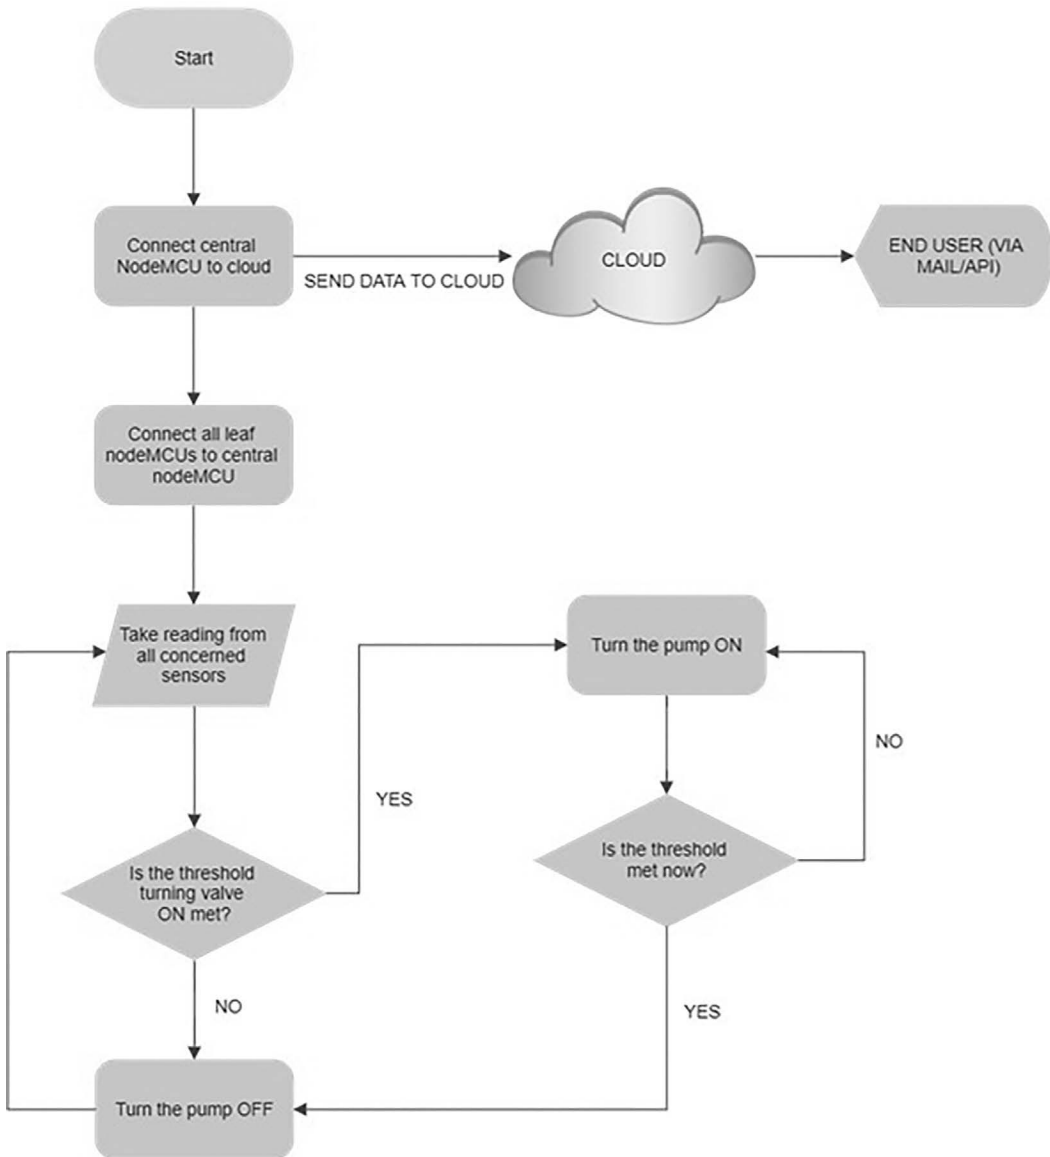 Start
Connect central
NodeMCU to cloud
SEND DATA TO CLOUD
CLOUD
END USER (VIA
MAIL/API)
Connect all leaf
nodeMCUs to central
nodeMCU
Take reading from
all concerned
sensors
Turn the pump ON
NO
YES
Is the threshold
met now?
Is the threshold
turning valve
ON met?
NO
YES
Turn the pump OFF